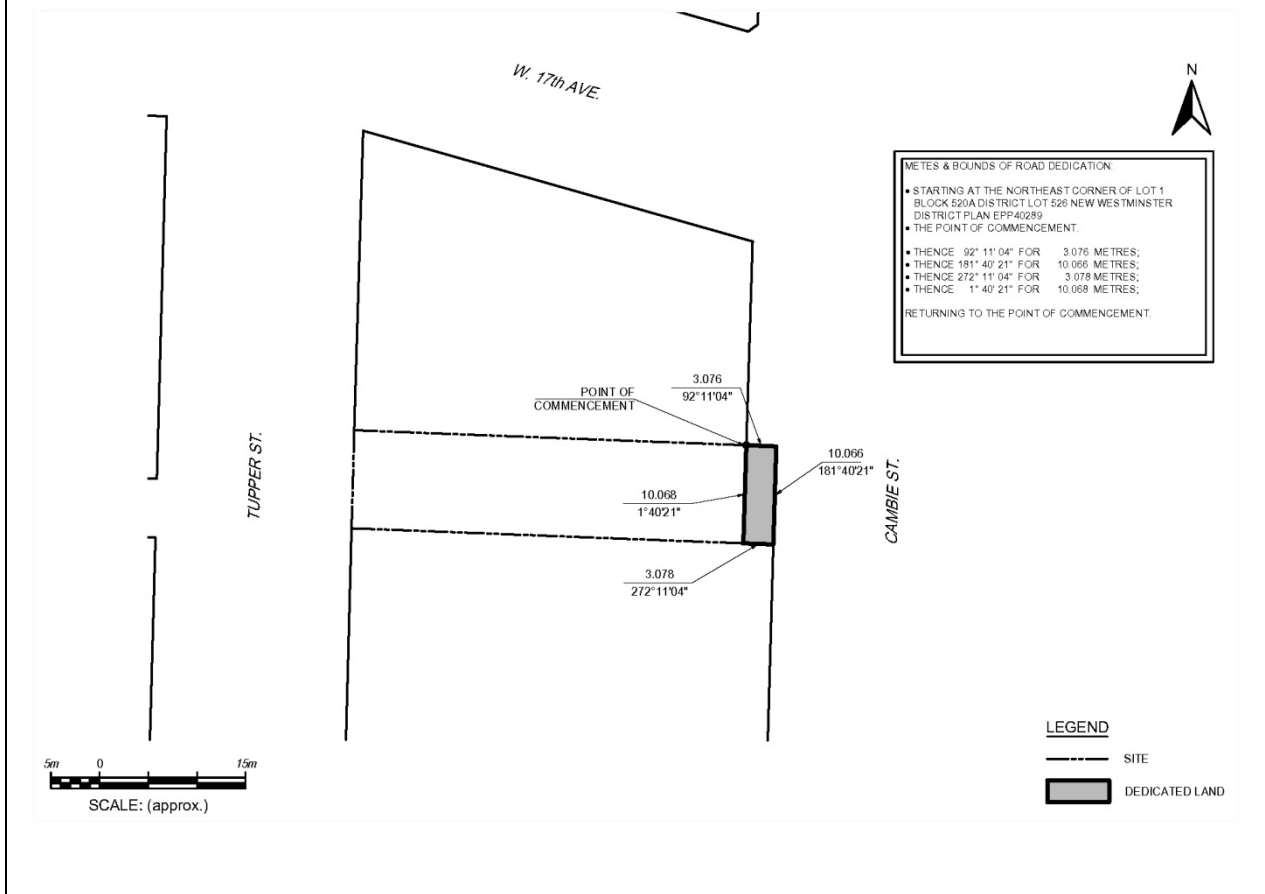 W. 17th AVE.
N
METES & BOUNDS OF ROAD DEDICATION:
• STARTING AT THE NORTHEAST CORNER OF LOT 1
BLOCK 520A DISTRICT LOT 526 NEW WESTMINSTER
DISTRICT PLAN EPP40289
• THE POINT OF COMMENCEMENT.
• THENCE 92° 11' 04" FOR 3.076 METRES;
• THENCE 181° 40' 21" FOR 10.066 METRES;
• THENCE 272° 11' 04" FOR 3.078 METRES;
• THENCE 1° 40' 21" FOR 10.068 METRES;
RETURNING TO THE POINT OF COMMENCEMENT.
3.076
92°11'04"
POINT OF
COMMENCEMENT
TUPPER ST.
10.066
181°40'21"
CAMBIE ST.
10.068
1°40'21"
3.078
272°11'04"
LEGEND
SITE
DEDICATED LAND
5m 0 15m
SCALE: (approx.)